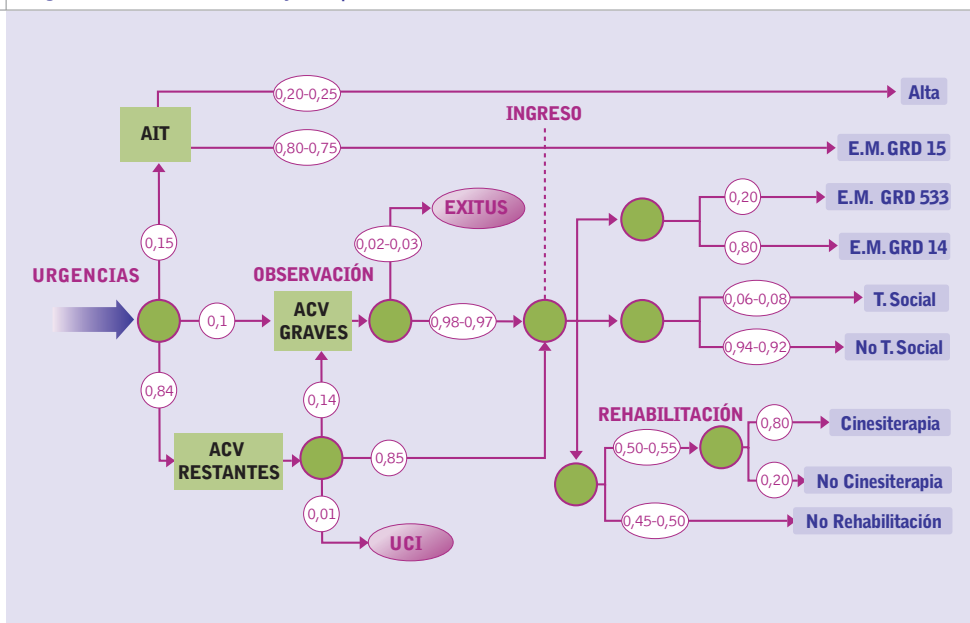 0,20-0,25
Alta
INGRESO
AIT
0,80-0,75
E.M. GRD 15
0,20
E.M. GRD 533
EXITUS
0,15
0,02-0,03
0,80
E.M. GRD 14
URGENCIAS
OBSERVACIÓN
0,06-0,08
T. Social
0,1
ACV
GRAVES
0,98-0,97
0,94-0,92
No T. Social
0,84
0,14
REHABILITACIÓN
0,80
Cinesiterapia
ACV
RESTANTES
0,85
0,50-0,55
0,20
No Cinesiterapia
0,01
0,45-0,50
No Rehabilitación
UCI